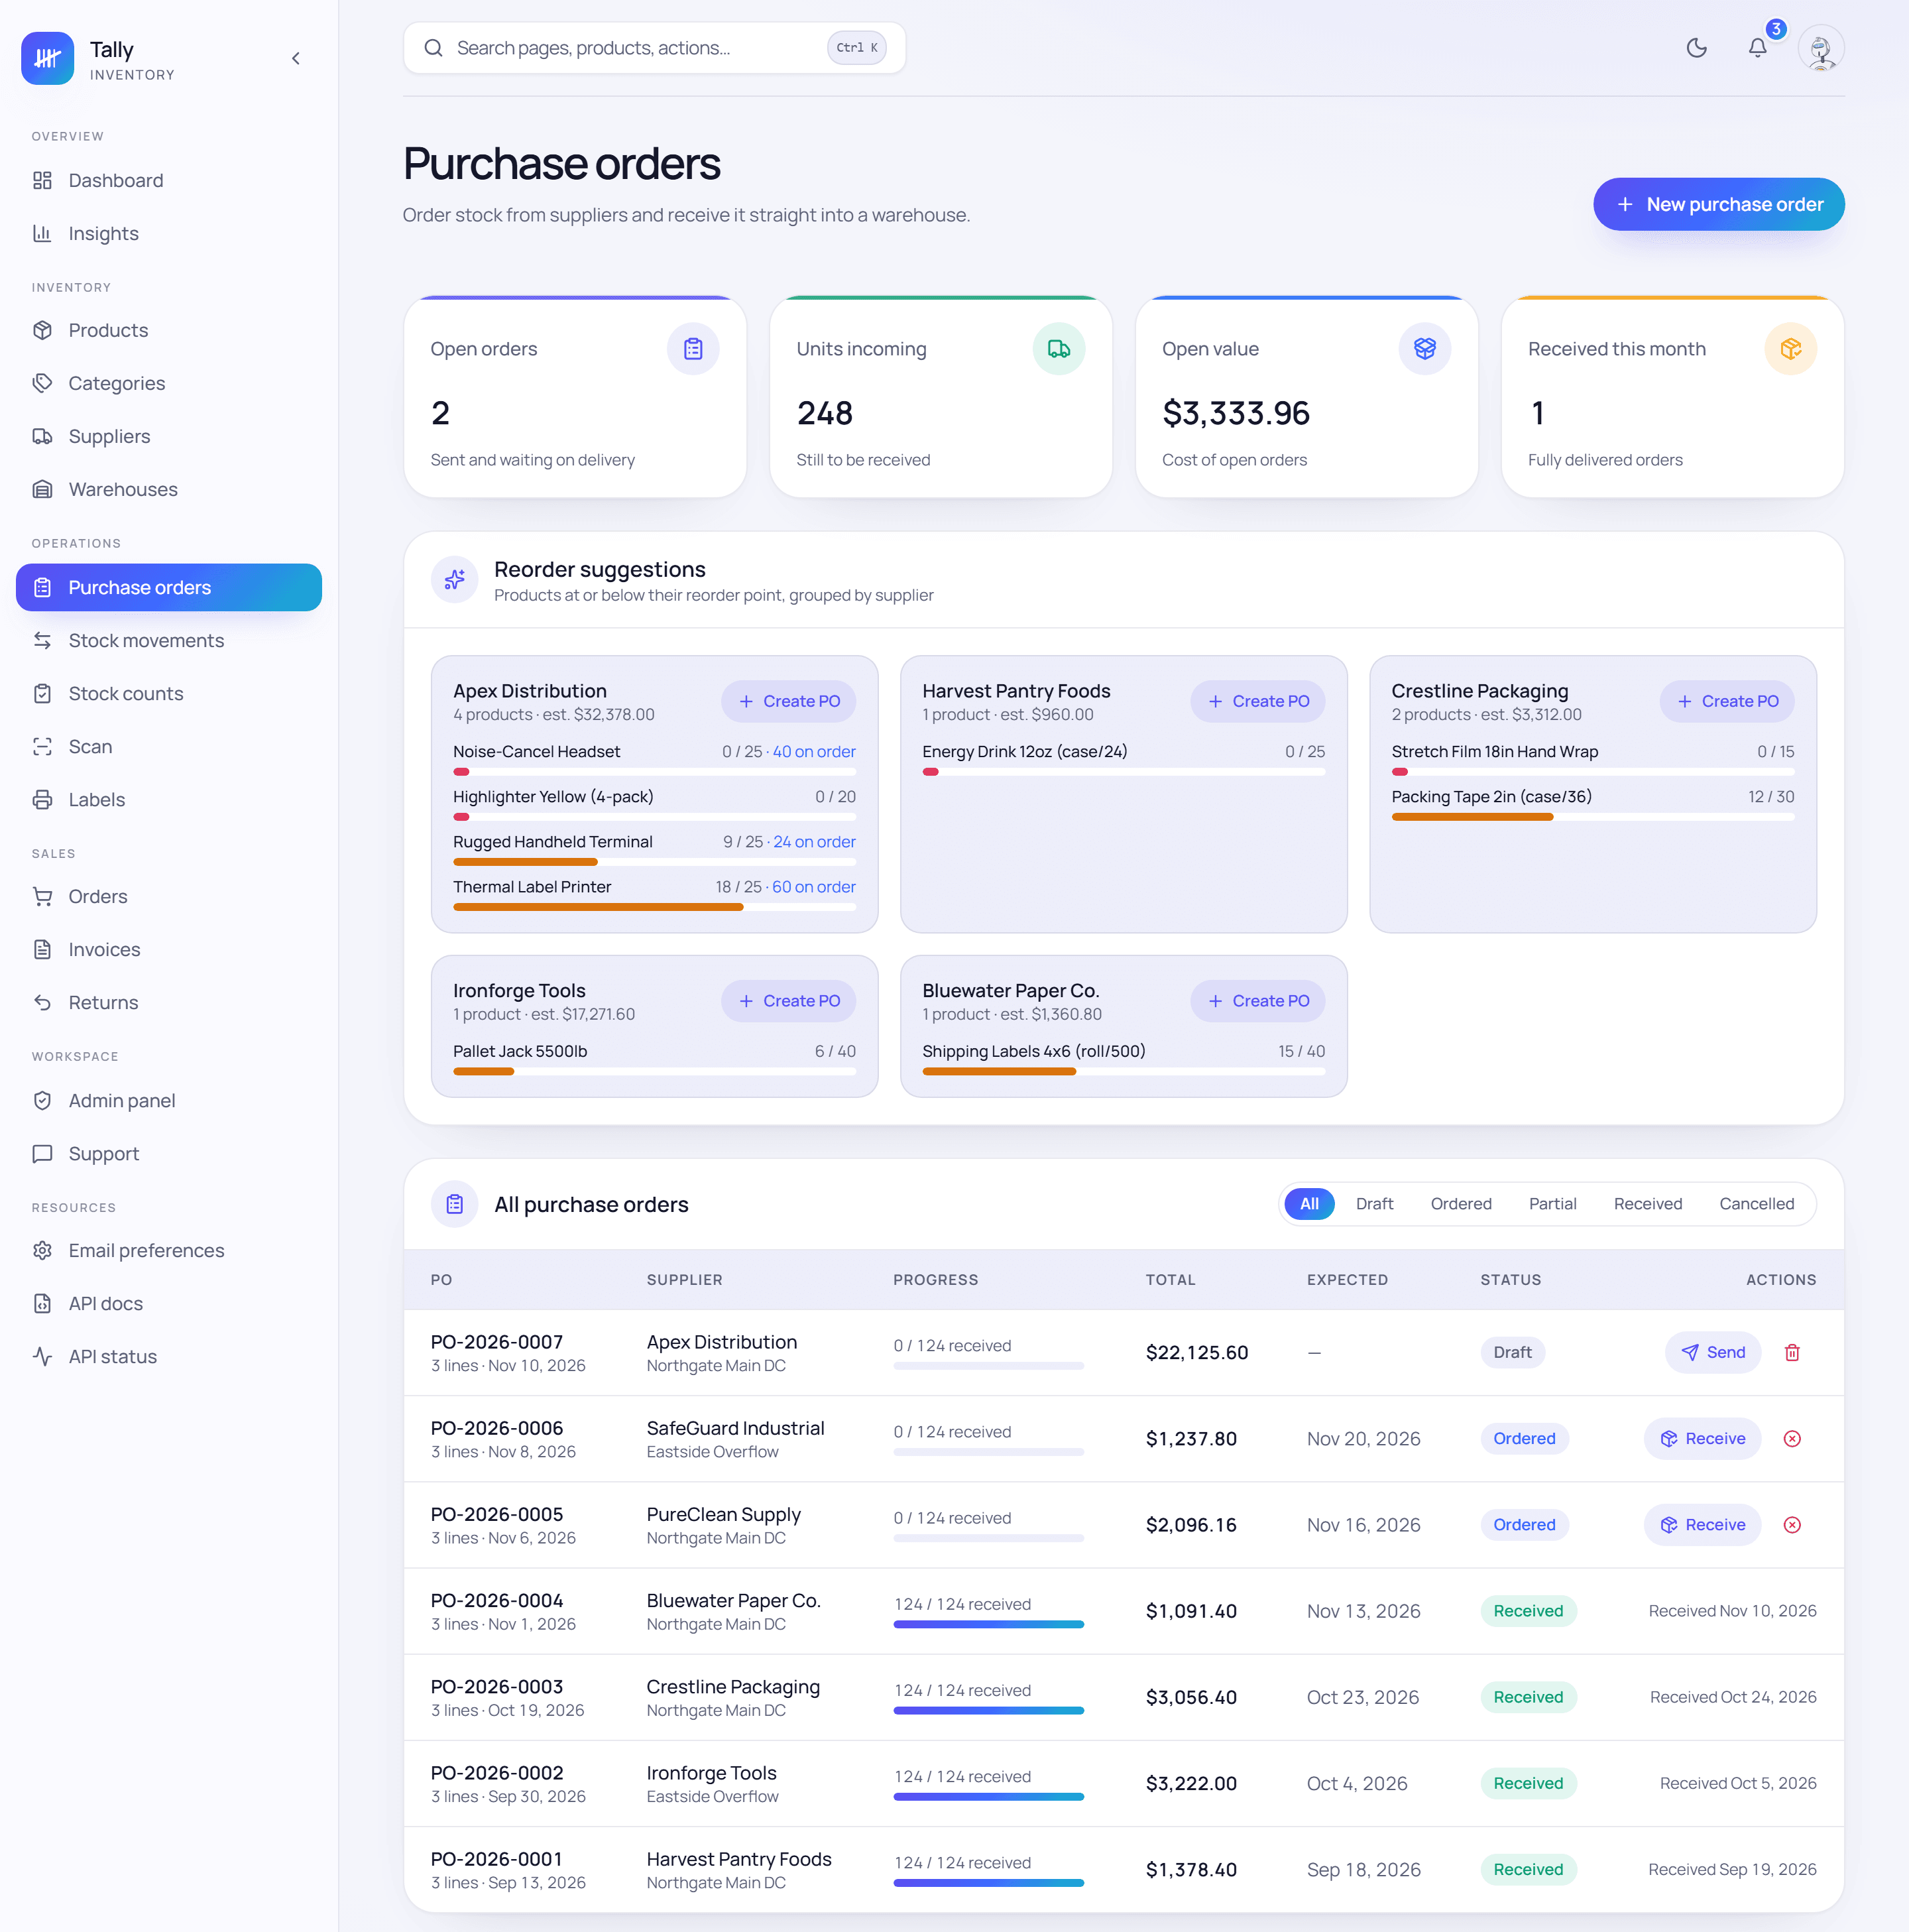 Tally
INVENTORY
OVERVIEW
Dashboard
Insights
INVENTORY
Products
Categories
Suppliers
Warehouses
OPERATIONS
Purchase orders
Stock movements
Stock counts
Scan
Labels
SALES
Orders
Invoices
Returns
WORKSPACE
Admin panel
Support
RESOURCES
Email preferences
API docs
API status
Search pages, products, actions... Ctrl K
3
Purchase orders
Order stock from suppliers and receive it straight into a warehouse.
New purchase order
Open orders
2
Sent and waiting on delivery
Units incoming
248
Still to be received
Open value
$3,333.96
Cost of open orders
Received this month
1
Fully delivered orders
Reorder suggestions
Products at or below their reorder point, grouped by supplier
Apex Distribution
4 products · est. $32,378.00
Create PO
Noise-Cancel Headset 0 / 25 · 40 on order
Highlighter Yellow (4-pack) 0 / 20
Rugged Handheld Terminal 9 / 25 · 24 on order
Thermal Label Printer 18 / 25 · 60 on order
Harvest Pantry Foods
1 product · est. $960.00
Create PO
Energy Drink 12oz (case/24) 0 / 25
Crestline Packaging
2 products · est. $3,312.00
Create PO
Stretch Film 18in Hand Wrap 0 / 15
Packing Tape 2in (case/36) 12 / 30
Ironforge Tools
1 product · est. $17,271.60
Create PO
Pallet Jack 5500lb 6 / 40
Bluewater Paper Co.
1 product · est. $1,360.80
Create PO
Shipping Labels 4x6 (roll/500) 15 / 40
All purchase orders
All Draft Ordered Partial Received Cancelled
PO SUPPLIER PROGRESS TOTAL EXPECTED STATUS ACTIONS
PO-2026-0007 Apex Distribution 0 / 124 received $22,125.60 — Draft Send
3 lines · Nov 10, 2026 Northgate Main DC
PO-2026-0006 SafeGuard Industrial 0 / 124 received $1,237.80 Nov 20, 2026 Ordered Receive
3 lines · Nov 8, 2026 Eastside Overflow
PO-2026-0005 PureClean Supply 0 / 124 received $2,096.16 Nov 16, 2026 Ordered Receive
3 lines · Nov 6, 2026 Northgate Main DC
PO-2026-0004 Bluewater Paper Co. 124 / 124 received $1,091.40 Nov 13, 2026 Received Received Nov 10, 2026
3 lines · Nov 1, 2026 Northgate Main DC
PO-2026-0003 Crestline Packaging 124 / 124 received $3,056.40 Oct 23, 2026 Received Received Oct 24, 2026
3 lines · Oct 19, 2026 Northgate Main DC
PO-2026-0002 Ironforge Tools 124 / 124 received $3,222.00 Oct 4, 2026 Received Received Oct 5, 2026
3 lines · Sep 30, 2026 Eastside Overflow
PO-2026-0001 Harvest Pantry Foods 124 / 124 received $1,378.40 Sep 18, 2026 Received Received Sep 19, 2026
3 lines · Sep 13, 2026 Northgate Main DC